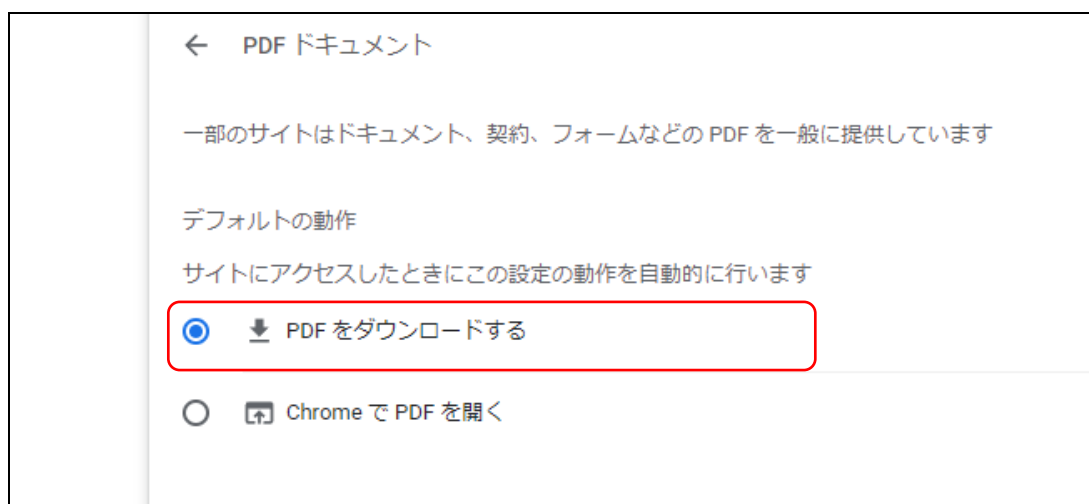 PDF ドキュメント
一部のサイトはドキュメント、契約、フォームなどの PDF を一般に提供しています
デフォルトの動作
サイトにアクセスしたときにこの設定の動作を自動的に行います
PDF をダウンロードする
Chrome で PDF を開く